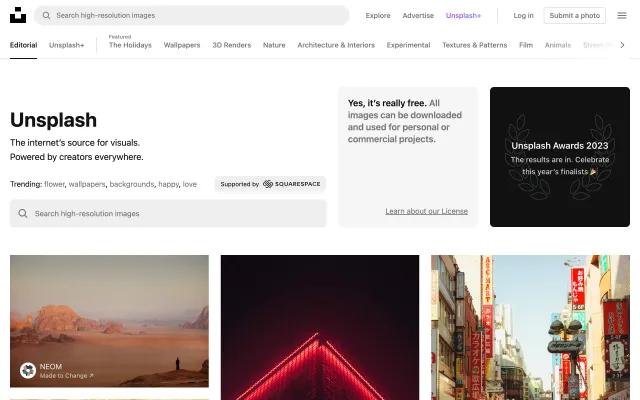 Search high-resolution images
Explore
Advertise
Unsplash+
Log in
Submit a photo
Editorial
Unsplash+
Featured
The Holidays
Wallpapers
3D Renders
Nature
Architecture & Interiors
Experimental
Textures & Patterns
Film
Animals
Unsplash
The internet's source for visuals.
Powered by creators everywhere.
Trending: flower, wallpapers, backgrounds, happy, love
Supported by SQUARESPACE
Search high-resolution images
Yes, it's really free. All
images can be downloaded
and used for personal or
commercial projects.
Learn about our License
Unsplash Awards 2023
The results are in. Celebrate
this year's finalists 🎉
NEOM
Made to Change ↗